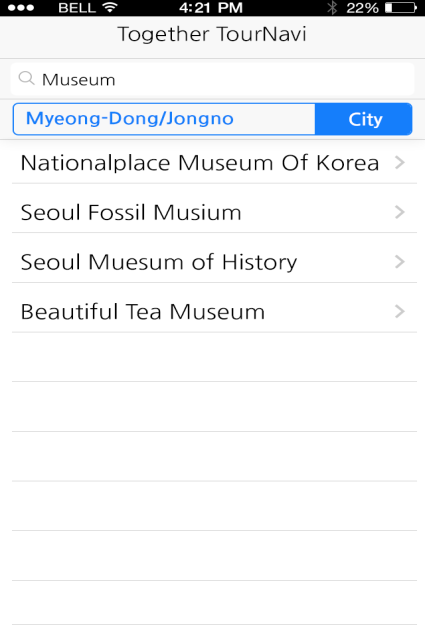 BELL 4:21 PM 22%
Together TourNavi
Museum
Myeong-Dong/Jongno City
Nationalplace Museum Of Korea
Seoul Fossil Musium
Seoul Muesum of History
Beautiful Tea Museum